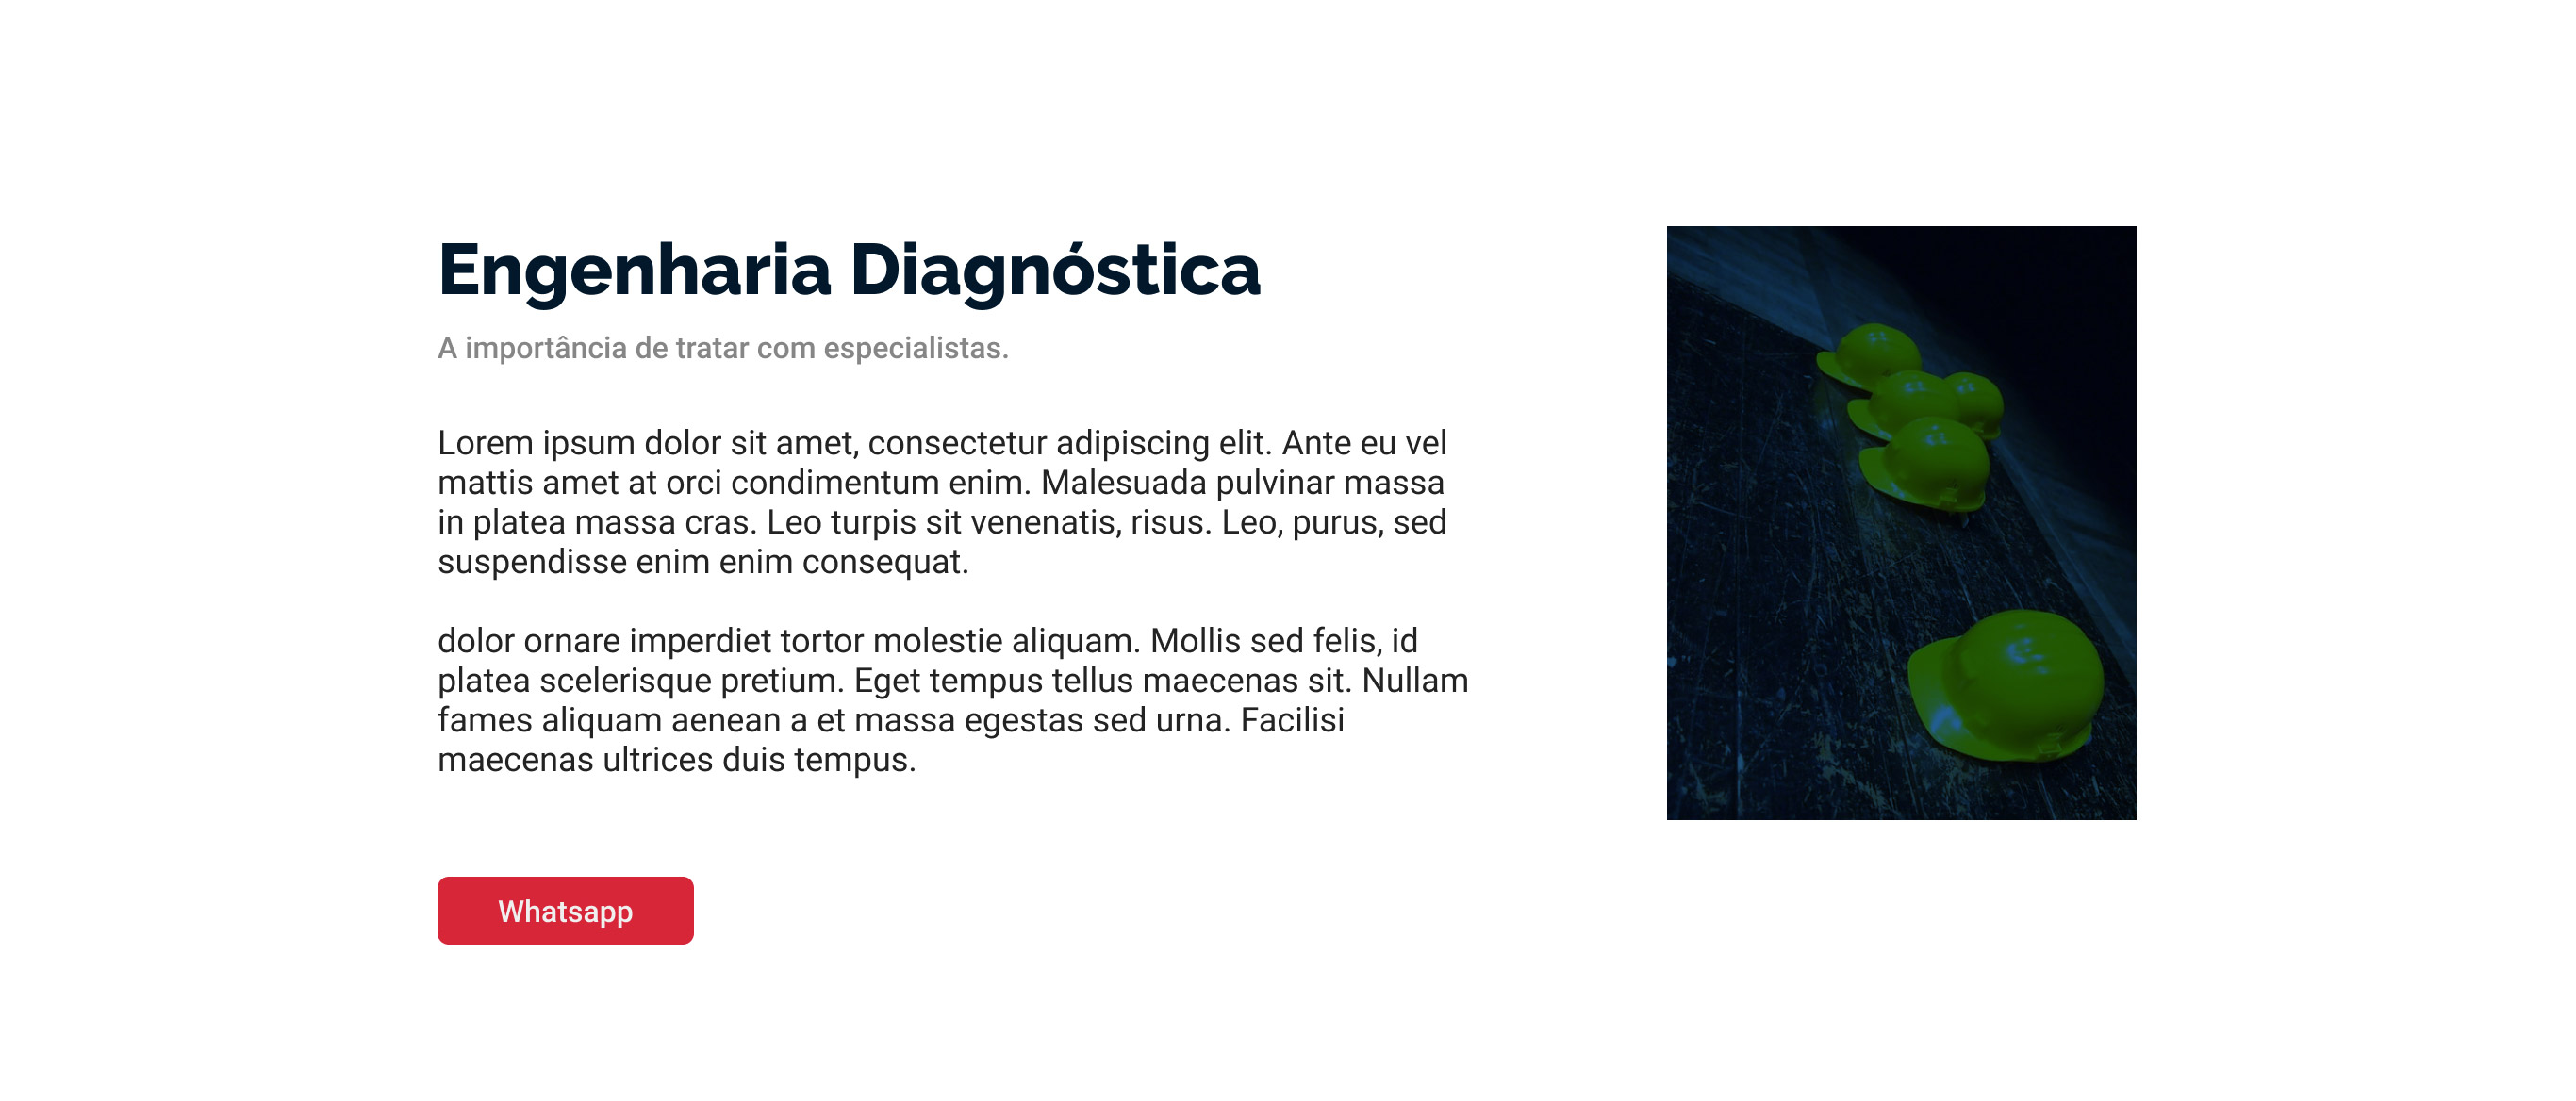 Engenharia Diagnóstica
A importância de tratar com especialistas.
Lorem ipsum dolor sit amet, consectetur adipiscing elit. Ante eu vel
mattis amet at orci condimentum enim. Malesuada pulvinar massa
in platea massa cras. Leo turpis sit venenatis, risus. Leo, purus, sed
suspendisse enim enim consequat.
dolor ornare imperdiet tortor molestie aliquam. Mollis sed felis, id
platea scelerisque pretium. Eget tempus tellus maecenas sit. Nullam
fames aliquam aenean a et massa egestas sed urna. Facilisi
maecenas ultrices duis tempus.
Whatsapp